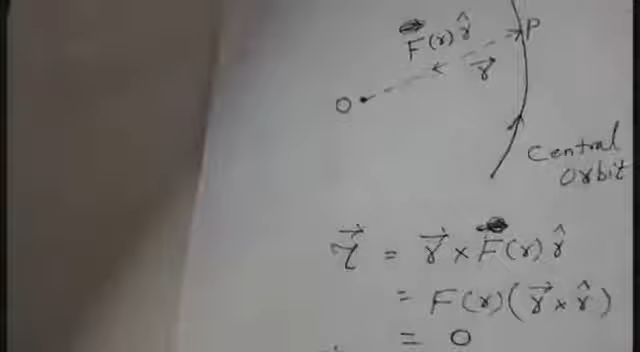 F(r) r̂
P
r⃗
O
Central
Orbit
τ⃗ = r⃗ × F(r) r̂
= F(r) (r⃗ × r̂)
= 0